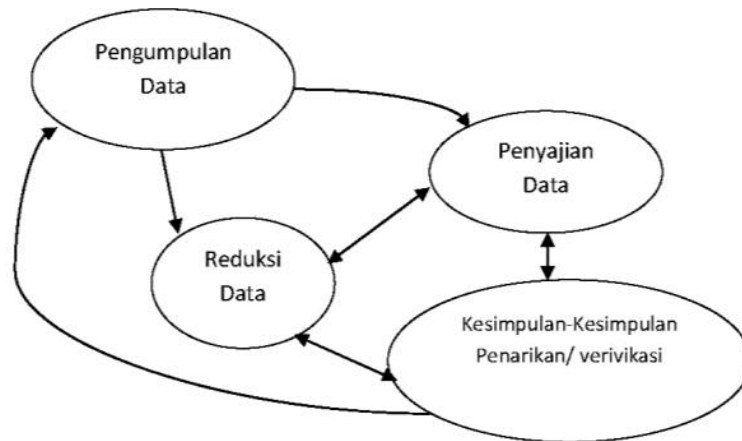 Pengumpulan
Data
Penyajian
Data
Reduksi
Data
Kesimpulan-Kesimpulan
Penarikan/ verivikasi